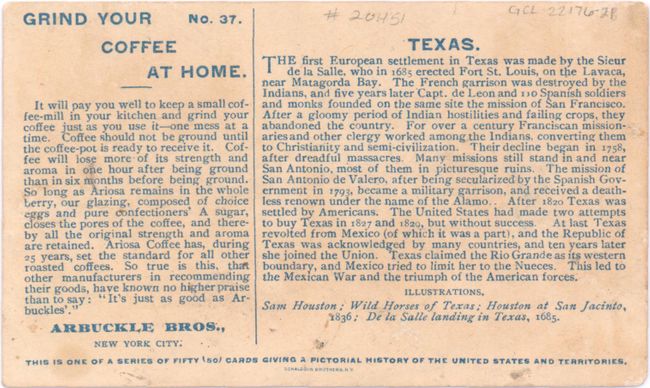 # 20451
GCL-22176-28
GRIND YOUR No. 37.
COFFEE
AT HOME.
It will pay you well to keep a small cof-
fee-mill in your kitchen and grind your
coffee just as you use it—one mess at a
time. Coffee should not be ground until
the coffee-pot is ready to receive it. Cof-
fee will lose more of its strength and
aroma in one hour after being ground
than in six months before being ground.
So long as Ariosa remains in the whole
berry, our glazing, composed of choice
eggs and pure confectioners' A sugar,
closes the pores of the coffee, and there-
by all the original strength and aroma
are retained. Ariosa Coffee has, during
25 years, set the standard for all other
roasted coffees. So true is this, that
other manufacturers in recommending
their goods, have known no higher praise
than to say: "It's just as good as Ar-
buckles'."
ARBUCKLE BROS.,
NEW YORK CITY.
TEXAS.
THE first European settlement in Texas was made by the Sieur
de la Salle, who in 1685 erected Fort St. Louis, on the Lavaca,
near Matagorda Bay. The French garrison was destroyed by the
Indians, and five years later Capt. de Leon and 110 Spanish soldiers
and monks founded on the same site the mission of San Francisco.
After a gloomy period of Indian hostilities and failing crops, they
abandoned the country. For over a century Franciscan mission-
aries and other clergy worked among the Indians, converting them
to Christianity and semi-civilization. Their decline began in 1758,
after dreadful massacres. Many missions still stand in and near
San Antonio, most of them in picturesque ruins. The mission of
San Antonio de Valero, after being secularized by the Spanish Gov-
ernment in 1793, became a military garrison, and received a death-
less renown under the name of the Alamo. After 1820 Texas was
settled by Americans. The United States had made two attempts
to buy Texas in 1827 and 1829, but without success. At last Texas
revolted from Mexico (of which it was a part), and the Republic of
Texas was acknowledged by many countries, and ten years later
she joined the Union. Texas claimed the Rio Grande as its western
boundary, and Mexico tried to limit her to the Nueces. This led to
the Mexican War and the triumph of the American forces.
ILLUSTRATIONS.
Sam Houston; Wild Horses of Texas; Houston at San Jacinto,
1836; De la Salle landing in Texas, 1685.
THIS IS ONE OF A SERIES OF FIFTY (50) CARDS GIVING A PICTORIAL HISTORY OF THE UNITED STATES AND TERRITORIES.
DONALDSON BROTHERS, N.Y.